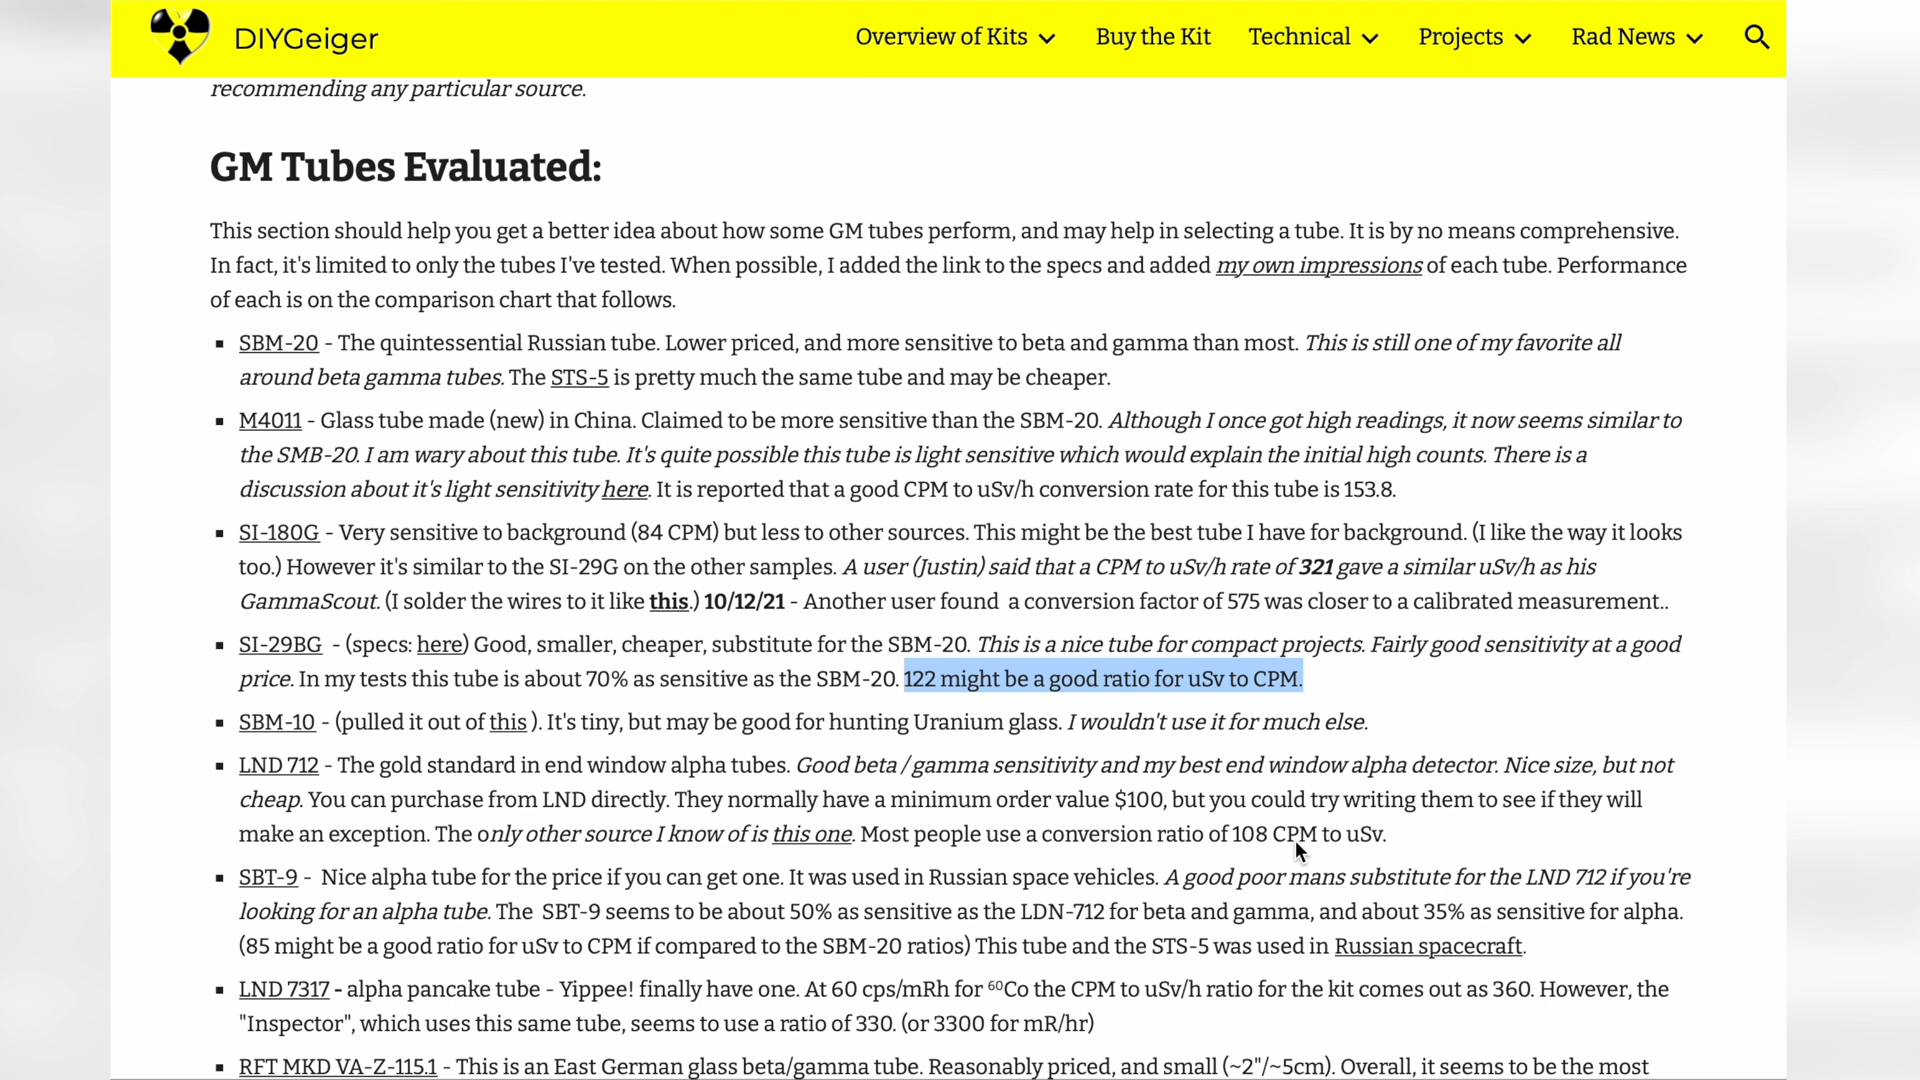 DIYGeiger
Overview of Kits
Buy the Kit
Technical
Projects
Rad News
recommending any particular source.
GM Tubes Evaluated:
This section should help you get a better idea about how some GM tubes perform, and may help in selecting a tube. It is by no means comprehensive.
In fact, it's limited to only the tubes I've tested. When possible, I added the link to the specs and added my own impressions of each tube. Performance
of each is on the comparison chart that follows.
▪ SBM-20 - The quintessential Russian tube. Lower priced, and more sensitive to beta and gamma than most. This is still one of my favorite all
around beta gamma tubes. The STS-5 is pretty much the same tube and may be cheaper.
▪ M4011 - Glass tube made (new) in China. Claimed to be more sensitive than the SBM-20. Although I once got high readings, it now seems similar to
the SMB-20. I am wary about this tube. It's quite possible this tube is light sensitive which would explain the initial high counts. There is a
discussion about it's light sensitivity here. It is reported that a good CPM to uSv/h conversion rate for this tube is 153.8.
▪ SI-180G - Very sensitive to background (84 CPM) but less to other sources. This might be the best tube I have for background. (I like the way it looks
too.) However it's similar to the SI-29G on the other samples. A user (Justin) said that a CPM to uSv/h rate of 321 gave a similar uSv/h as his
GammaScout. (I solder the wires to it like this.) 10/12/21 - Another user found a conversion factor of 575 was closer to a calibrated measurement..
▪ SI-29BG - (specs: here) Good, smaller, cheaper, substitute for the SBM-20. This is a nice tube for compact projects. Fairly good sensitivity at a good
price. In my tests this tube is about 70% as sensitive as the SBM-20. 122 might be a good ratio for uSv to CPM.
▪ SBM-10 - (pulled it out of this ). It's tiny, but may be good for hunting Uranium glass. I wouldn't use it for much else.
▪ LND 712 - The gold standard in end window alpha tubes. Good beta / gamma sensitivity and my best end window alpha detector. Nice size, but not
cheap. You can purchase from LND directly. They normally have a minimum order value $100, but you could try writing them to see if they will
make an exception. The only other source I know of is this one. Most people use a conversion ratio of 108 CPM to uSv.
▪ SBT-9 - Nice alpha tube for the price if you can get one. It was used in Russian space vehicles. A good poor mans substitute for the LND 712 if you're
looking for an alpha tube. The SBT-9 seems to be about 50% as sensitive as the LDN-712 for beta and gamma, and about 35% as sensitive for alpha.
(85 might be a good ratio for uSv to CPM if compared to the SBM-20 ratios) This tube and the STS-5 was used in Russian spacecraft.
▪ LND 7317 - alpha pancake tube - Yippee! finally have one. At 60 cps/mRh for ⁶⁰Co the CPM to uSv/h ratio for the kit comes out as 360. However, the
"Inspector", which uses this same tube, seems to use a ratio of 330. (or 3300 for mR/hr)
▪ RFT MKD VA-Z-115.1 - This is an East German glass beta/gamma tube. Reasonably priced, and small (~2"/~5cm). Overall, it seems to be the most